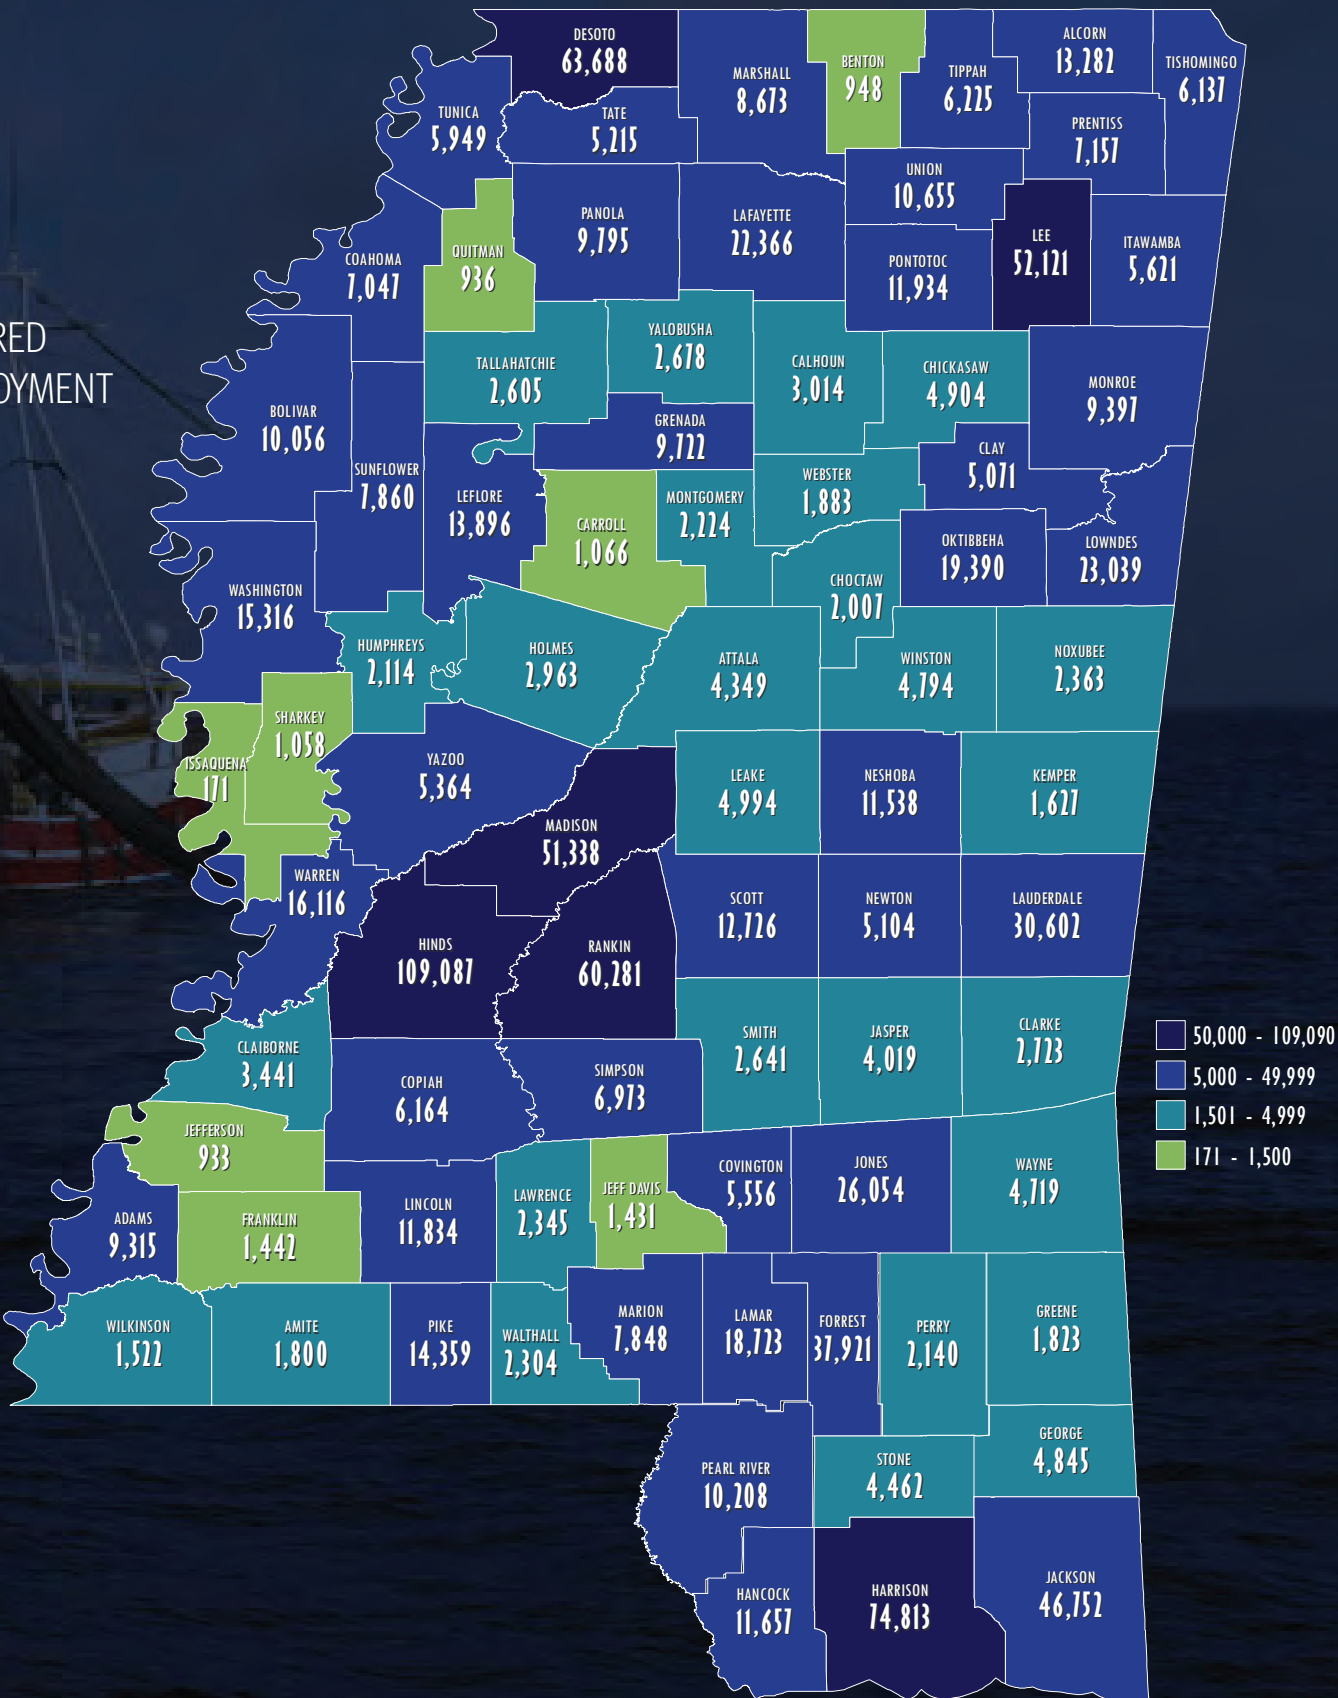 DESOTO
63,688
MARSHALL
8,673
BENTON
948
TIPPAH
6,225
ALCORN
13,282
TISHOMINGO
6,137
TUNICA
5,949
TATE
5,215
PRENTISS
7,157
UNION
10,655
COAHOMA
7,047
QUITMAN
936
PANOLA
9,795
LAFAYETTE
22,366
PONTOTOC
11,934
LEE
52,121
ITAWAMBA
5,621
TALLAHATCHIE
2,605
YALOBUSHA
2,678
CALHOUN
3,014
CHICKASAW
4,904
MONROE
9,397
BOLIVAR
10,056
SUNFLOWER
7,860
LEFLORE
13,896
GRENADA
9,722
CARROLL
1,066
MONTGOMERY
2,224
WEBSTER
1,883
CLAY
5,071
OKTIBBEHA
19,390
LOWNDES
23,039
WASHINGTON
15,316
HUMPHREYS
2,114
HOLMES
2,963
ATTALA
4,349
CHOCTAW
2,007
WINSTON
4,794
NOXUBEE
2,363
ISSAQUENA
171
SHARKEY
1,058
YAZOO
5,364
MADISON
51,338
LEAKE
4,994
NESHOBA
11,538
KEMPER
1,627
WARREN
16,116
HINDS
109,087
RANKIN
60,281
SCOTT
12,726
NEWTON
5,104
LAUDERDALE
30,602
CLAIBORNE
3,441
COPIAH
6,164
SIMPSON
6,973
SMITH
2,641
JASPER
4,019
CLARKE
2,723
50,000 - 109,090
5,000 - 49,999
1,501 - 4,999
171 - 1,500
JEFFERSON
933
ADAMS
9,315
FRANKLIN
1,442
LINCOLN
11,834
LAWRENCE
2,345
JEFF DAVIS
1,431
COVINGTON
5,556
JONES
26,054
WAYNE
4,719
WILKINSON
1,522
AMITE
1,800
PIKE
14,359
WALTHALL
2,304
MARION
7,848
LAMAR
18,723
FORREST
37,921
PERRY
2,140
GREENE
1,823
PEARL RIVER
10,208
STONE
4,462
GEORGE
4,845
HANCOCK
11,657
HARRISON
74,813
JACKSON
46,752